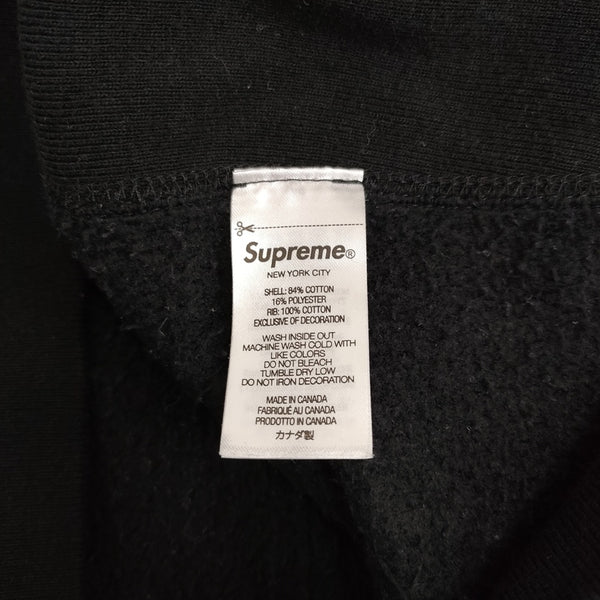 Supreme®
NEW YORK CITY
SHELL: 84% COTTON
16% POLYESTER
RIB: 100% COTTON
EXCLUSIVE OF DECORATION
WASH INSIDE OUT
MACHINE WASH COLD WITH
LIKE COLORS
DO NOT BLEACH
TUMBLE DRY LOW
DO NOT IRON DECORATION
MADE IN CANADA
FABRIQUÉ AU CANADA
PRODOTTO IN CANADA
カナダ製